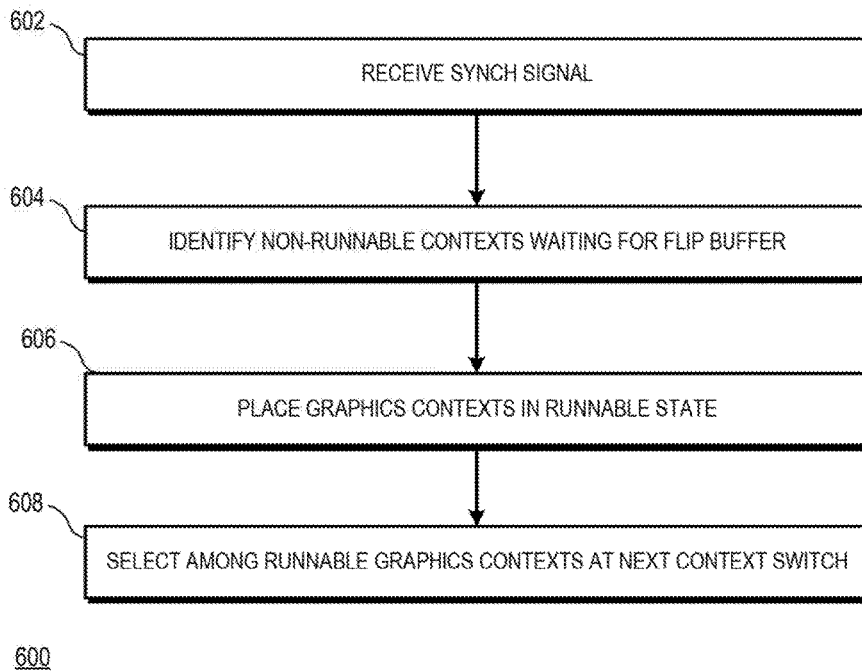 602
RECEIVE SYNCH SIGNAL
604
IDENTIFY NON-RUNNABLE CONTEXTS WAITING FOR FLIP BUFFER
606
PLACE GRAPHICS CONTEXTS IN RUNNABLE STATE
608
SELECT AMONG RUNNABLE GRAPHICS CONTEXTS AT NEXT CONTEXT SWITCH
600